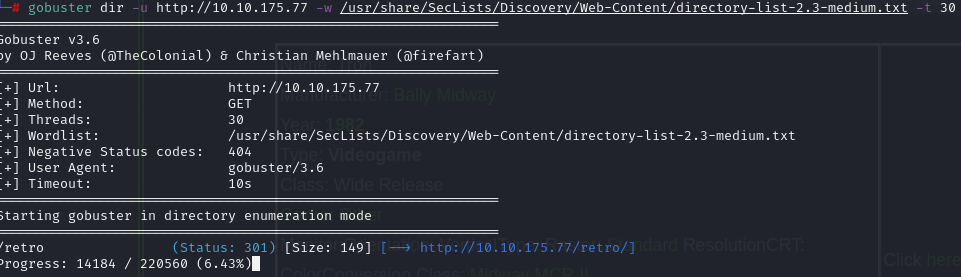 # gobuster dir -u http://10.10.175.77 -w /usr/share/SecLists/Discovery/Web-Content/directory-list-2.3-medium.txt -t 30
Gobuster v3.6
by OJ Reeves (@TheColonial) & Christian Mehlmauer (@firefart)
[+] Url: http://10.10.175.77
Manufacturer: Bally Midway
[+] Method: GET
[+] Threads: 30
Year: 1982
[+] Wordlist: /usr/share/SecLists/Discovery/Web-Content/directory-list-2.3-medium.txt
[+] Negative Status codes: 404
Type: Videogame
[+] User Agent: gobuster/3.6
[+] Timeout: 10s
Class: Wide Release
Starting gobuster in directory enumeration mode
/retro (Status: 301) [Size: 149] [--> http://10.10.175.77/retro/]
ResolutionCRT:
Progress: 14184 / 220560 (6.43%)
Click here
Conversion Class: Midway MCR II